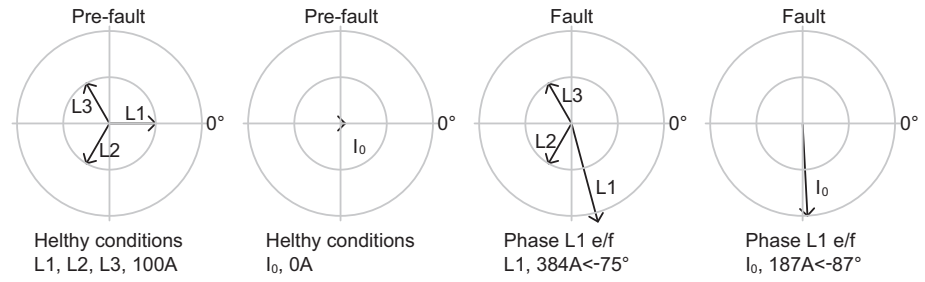 Pre-fault
L3
L1
L2
0°
Helthy conditions
L1, L2, L3, 100A
Pre-fault
0°
I₀
Helthy conditions
I₀, 0A
Fault
L3
L2
0°
L1
Phase L1 e/f
L1, 384A<-75°
Fault
0°
I₀
Phase L1 e/f
I₀, 187A<-87°